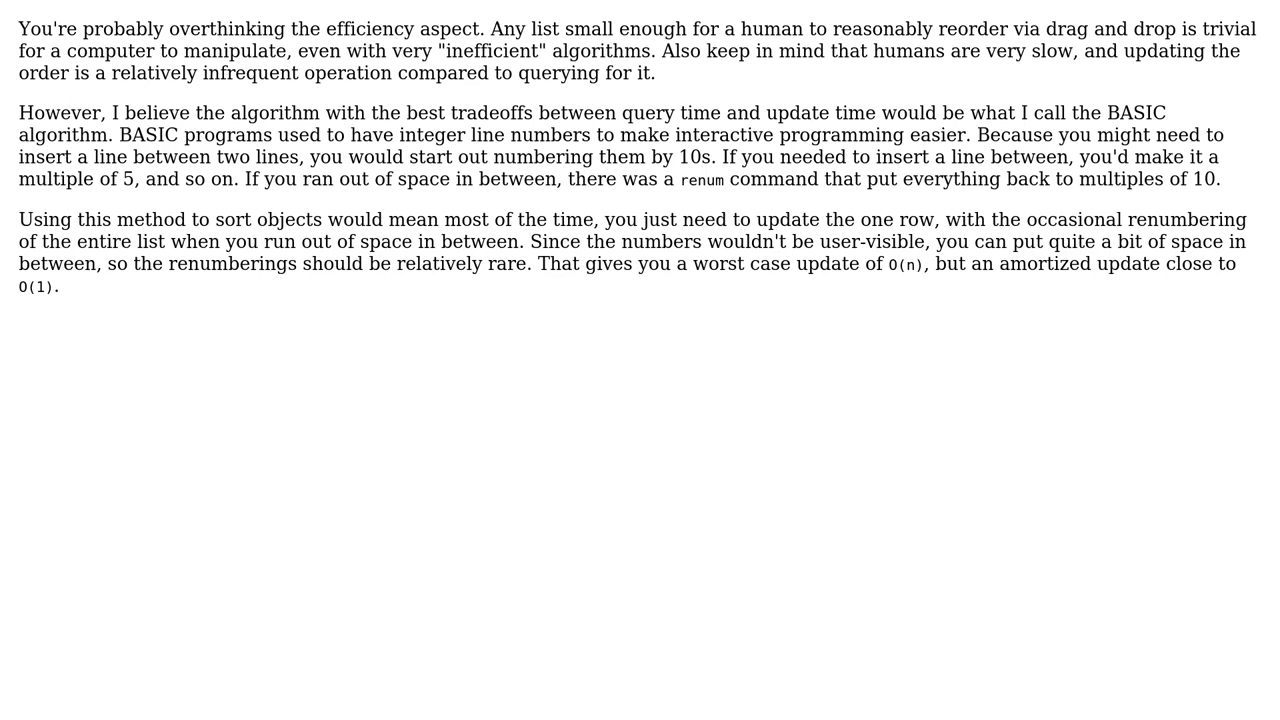 You're probably overthinking the efficiency aspect. Any list small enough for a human to reasonably reorder via drag and drop is trivial
for a computer to manipulate, even with very "inefficient" algorithms. Also keep in mind that humans are very slow, and updating the
order is a relatively infrequent operation compared to querying for it.
However, I believe the algorithm with the best tradeoffs between query time and update time would be what I call the BASIC
algorithm. BASIC programs used to have integer line numbers to make interactive programming easier. Because you might need to
insert a line between two lines, you would start out numbering them by 10s. If you needed to insert a line between, you'd make it a
multiple of 5, and so on. If you ran out of space in between, there was a renum command that put everything back to multiples of 10.
Using this method to sort objects would mean most of the time, you just need to update the one row, with the occasional renumbering
of the entire list when you run out of space in between. Since the numbers wouldn't be user-visible, you can put quite a bit of space in
between, so the renumberings should be relatively rare. That gives you a worst case update of O(n), but an amortized update close to
O(1).